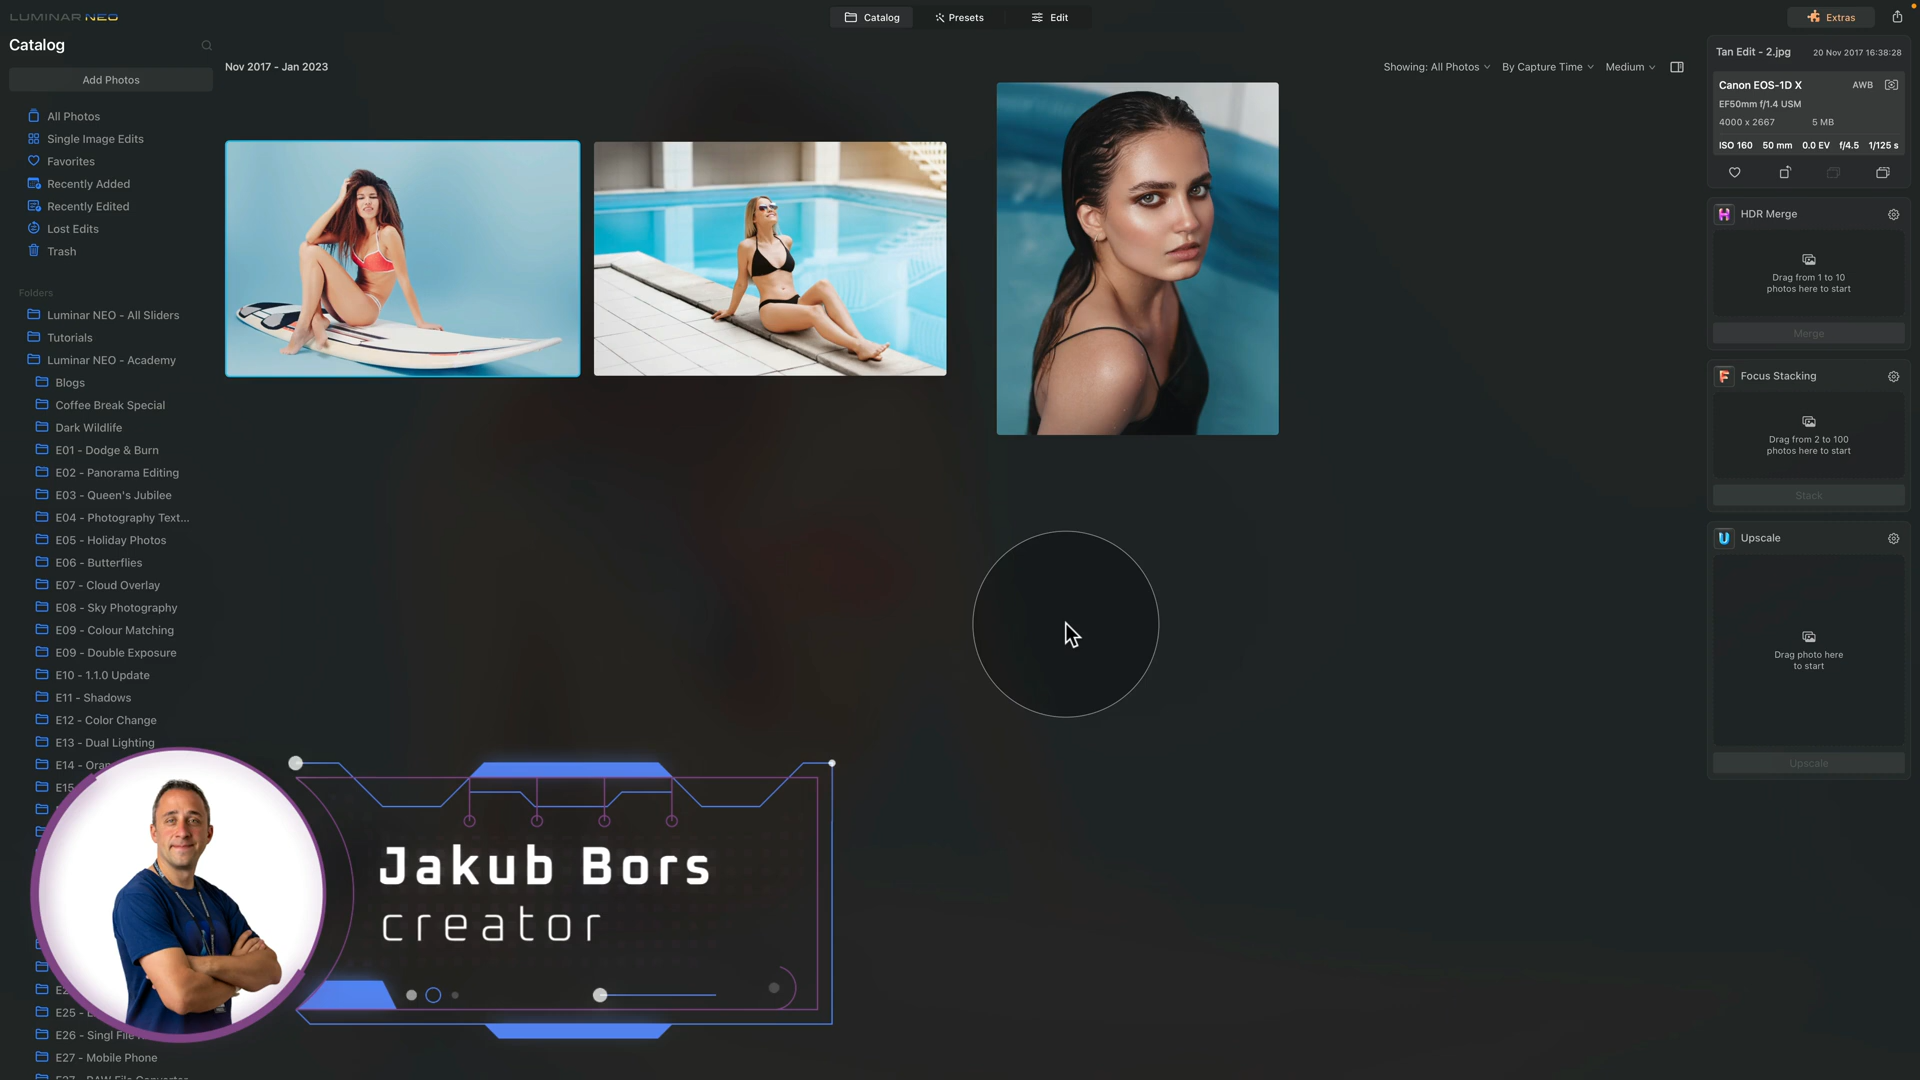 LUMINAR NEO
Catalog
Presets
Edit
Extras
Catalog
Add Photos
All Photos
Single Image Edits
Favorites
Recently Added
Recently Edited
Lost Edits
Trash
Folders
Luminar NEO - All Sliders
Tutorials
Luminar NEO - Academy
Blogs
Coffee Break Special
Dark Wildlife
E01 - Dodge & Burn
E02 - Panorama Editing
E03 - Queen's Jubilee
E04 - Photography Text...
E05 - Holiday Photos
E06 - Butterflies
E07 - Cloud Overlay
E08 - Sky Photography
E09 - Colour Matching
E09 - Double Exposure
E10 - 1.1.0 Update
E11 - Shadows
E12 - Color Change
E13 - Dual Lighting
E14 -
E15
E25 -
E26 - Singl File
E27 - Mobile Phone
Nov 2017 - Jan 2023
Showing: All Photos
By Capture Time
Medium
Jakub Bors
creator
Tan Edit - 2.jpg
20 Nov 2017 16:38:28
Canon EOS-1D X
AWB
EF50mm f/1.4 USM
4000 x 2667
5 MB
ISO 160
50 mm
0.0 EV
f/4.5
1/125 s
HDR Merge
Drag from 1 to 10
photos here to start
Merge
Focus Stacking
Drag from 2 to 100
photos here to start
Stack
Upscale
Drag photo here
to start
Upscale